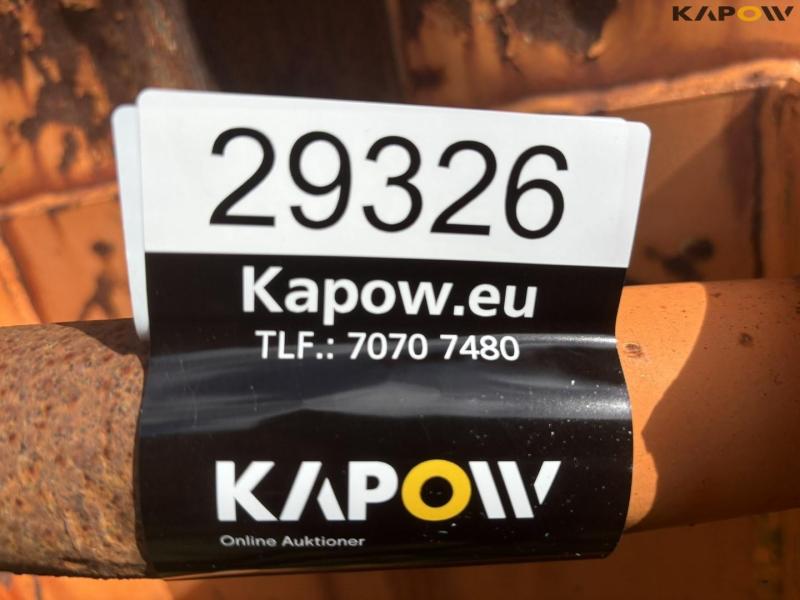 KAPOW
29326
Kapow.eu
TLF.: 7070 7480
KAPOW
Online Auktioner